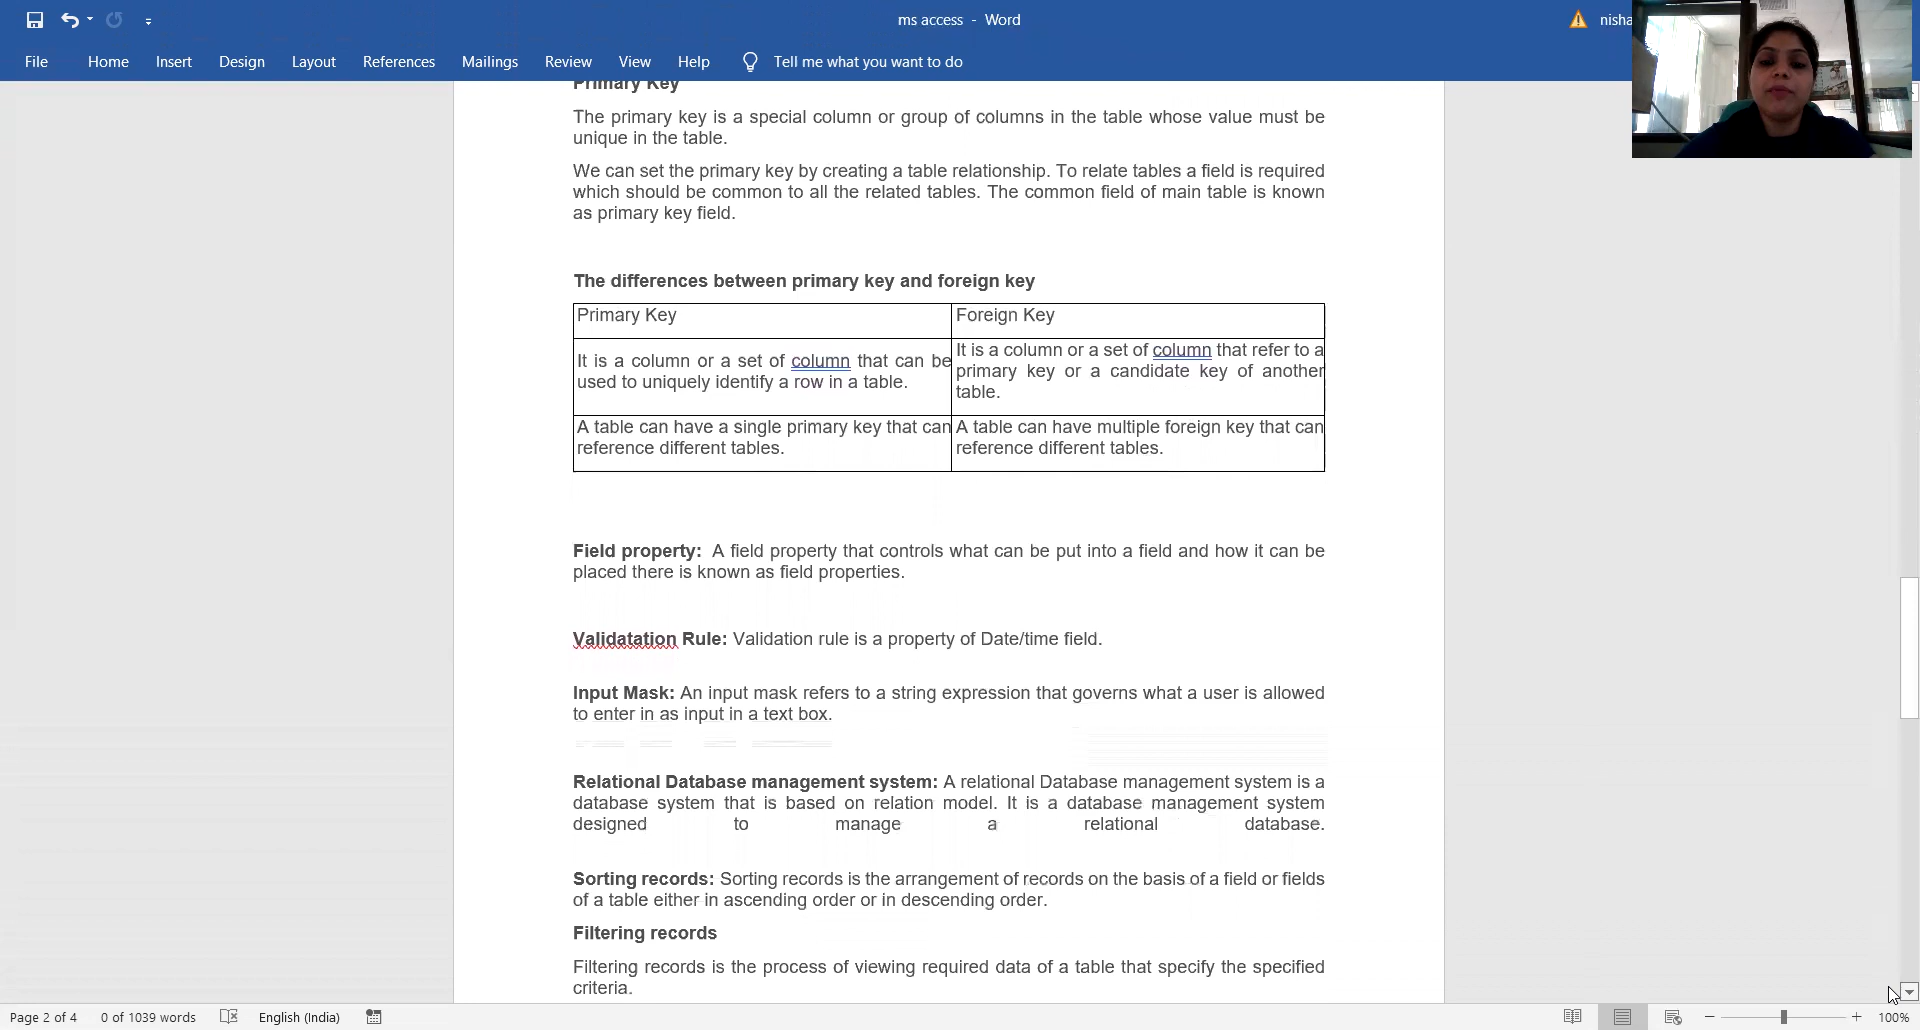 ms access - Word
nisha
File Home Insert Design Layout References Mailings Review View Help Tell me what you want to do
Primary Key
The primary key is a special column or group of columns in the table whose value must be
unique in the table.
We can set the primary key by creating a table relationship. To relate tables a field is required
which should be common to all the related tables. The common field of main table is known
as primary key field.
The differences between primary key and foreign key
Primary Key
Foreign Key
It is a column or a set of column that can be
used to uniquely identify a row in a table.
It is a column or a set of column that refer to a
primary key or a candidate key of another
table.
A table can have a single primary key that can
reference different tables.
A table can have multiple foreign key that can
reference different tables.
Field property: A field property that controls what can be put into a field and how it can be
placed there is known as field properties.
Validatation Rule: Validation rule is a property of Date/time field.
Input Mask: An input mask refers to a string expression that governs what a user is allowed
to enter in as input in a text box.
Relational Database management system: A relational Database management system is a
database system that is based on relation model. It is a database management system
designed to manage a relational database.
Sorting records: Sorting records is the arrangement of records on the basis of a field or fields
of a table either in ascending order or in descending order.
Filtering records
Filtering records is the process of viewing required data of a table that specify the specified
criteria.
Page 2 of 4 0 of 1039 words English (India) 100%